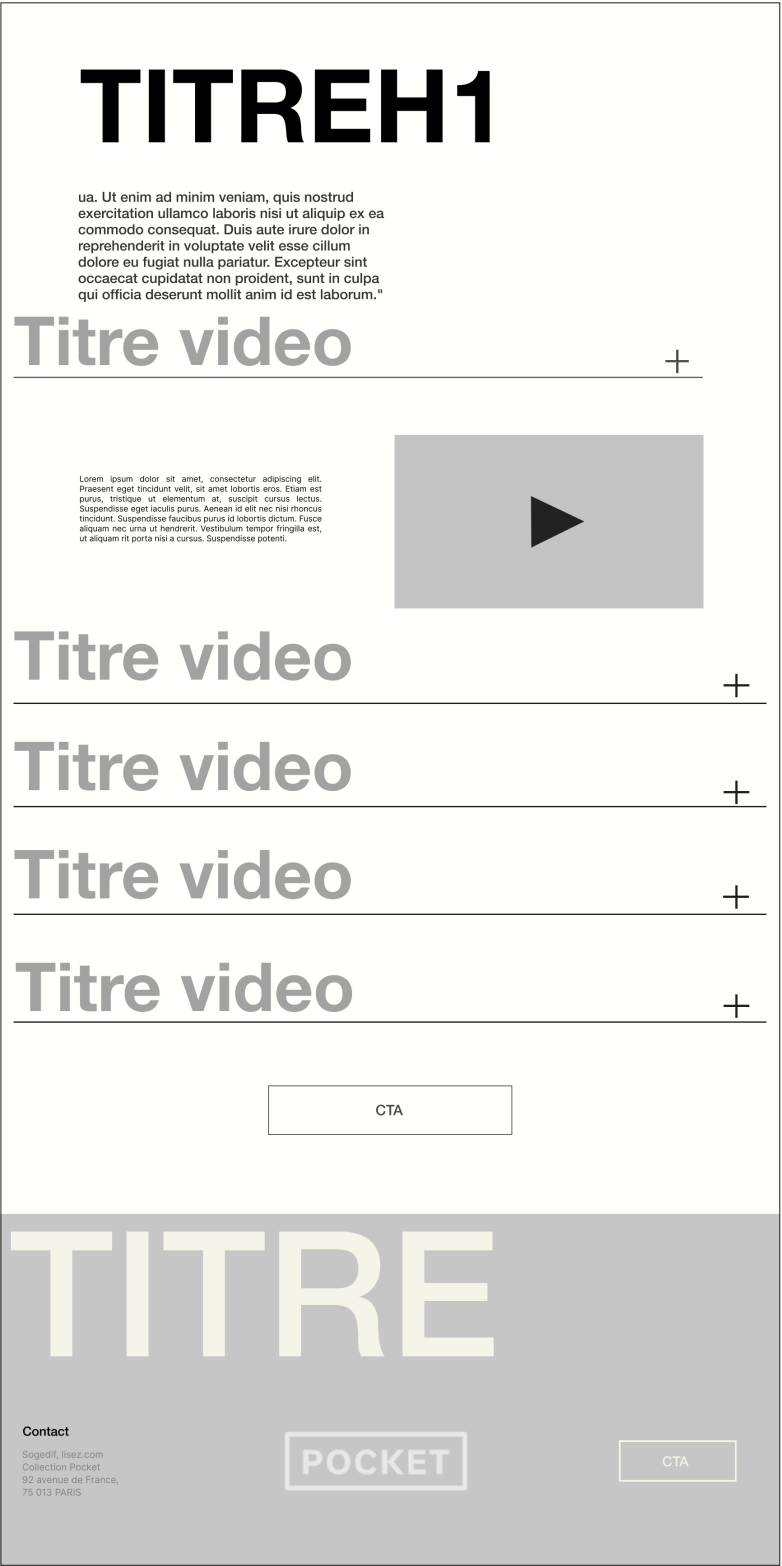 TITREH1
ua. Ut enim ad minim veniam, quis nostrud
exercitation ullamco laboris nisi ut aliquip ex ea
commodo consequat. Duis aute irure dolor in
reprehenderit in voluptate velit esse cillum
dolore eu fugiat nulla pariatur. Excepteur sint
occaecat cupidatat non proident, sunt in culpa
qui officia deserunt mollit anim id est laborum."
Titre video
Lorem ipsum dolor sit amet, consectetur adipiscing elit.
Praesent eget tincidunt velit, sit amet lobortis eros. Etiam est
purus, tristique ut elementum at, suscipit cursus lectus.
Suspendisse eget iaculis purus. Aenean id elit nec nisi rhoncus
tincidunt. Suspendisse faucibus purus id lobortis dictum. Fusce
aliquam nec urna ut hendrerit. Vestibulum tempor fringilla est,
ut aliquam rit porta nisi a cursus. Suspendisse potenti.
Titre video
Titre video
Titre video
Titre video
CTA
TITRE
Contact
Sogedif, lisez.com
Collection Pocket
92 avenue de France,
75 013 PARIS
POCKET
CTA